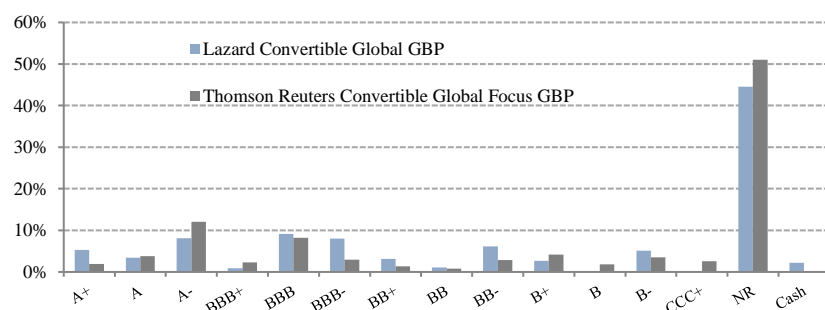 60%
50%
40%
30%
20%
10%
0%
Lazard Convertible Global GBP
Thomson Reuters Convertible Global Focus GBP
A+ A A- BBB+ BBB BBB- BB+ BB BB- B+ B B- CCC+ NR Cash